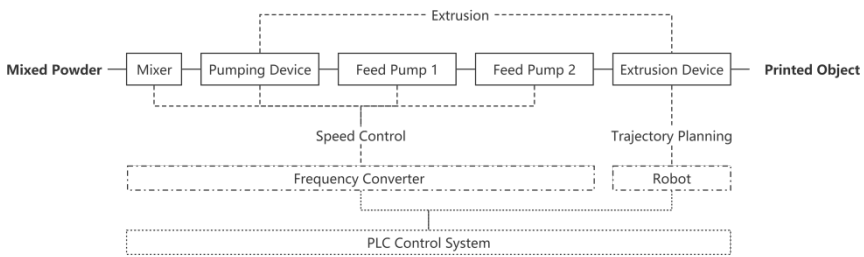 Extrusion
Mixed Powder
Mixer
Pumping Device
Feed Pump 1
Feed Pump 2
Extrusion Device
Printed Object
Speed Control
Trajectory Planning
Frequency Converter
Robot
PLC Control System